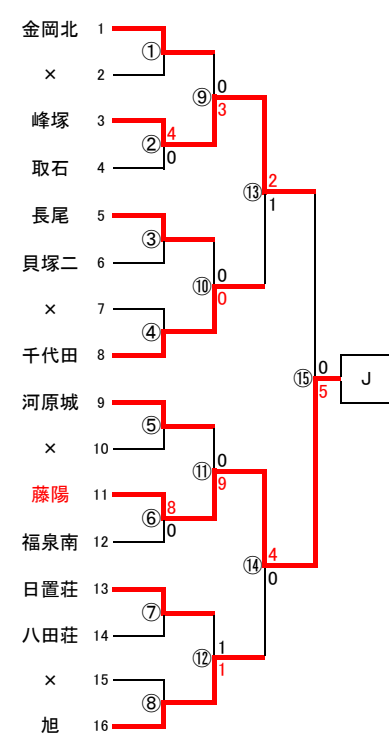 金岡北 1
①
× 2
0
⑨
3
峰塚 3
4
②
0
取石 4
2
⑬
1
長尾 5
③
貝塚二 6
0
⑩
0
× 7
④
千代田 8
0
⑮
5
J
河原城 9
⑤
× 10
0
⑪
9
藤陽 11
8
⑥
0
福泉南 12
4
⑭
0
日置荘 13
⑦
八田荘 14
1
⑫
1
× 15
⑧
旭 16